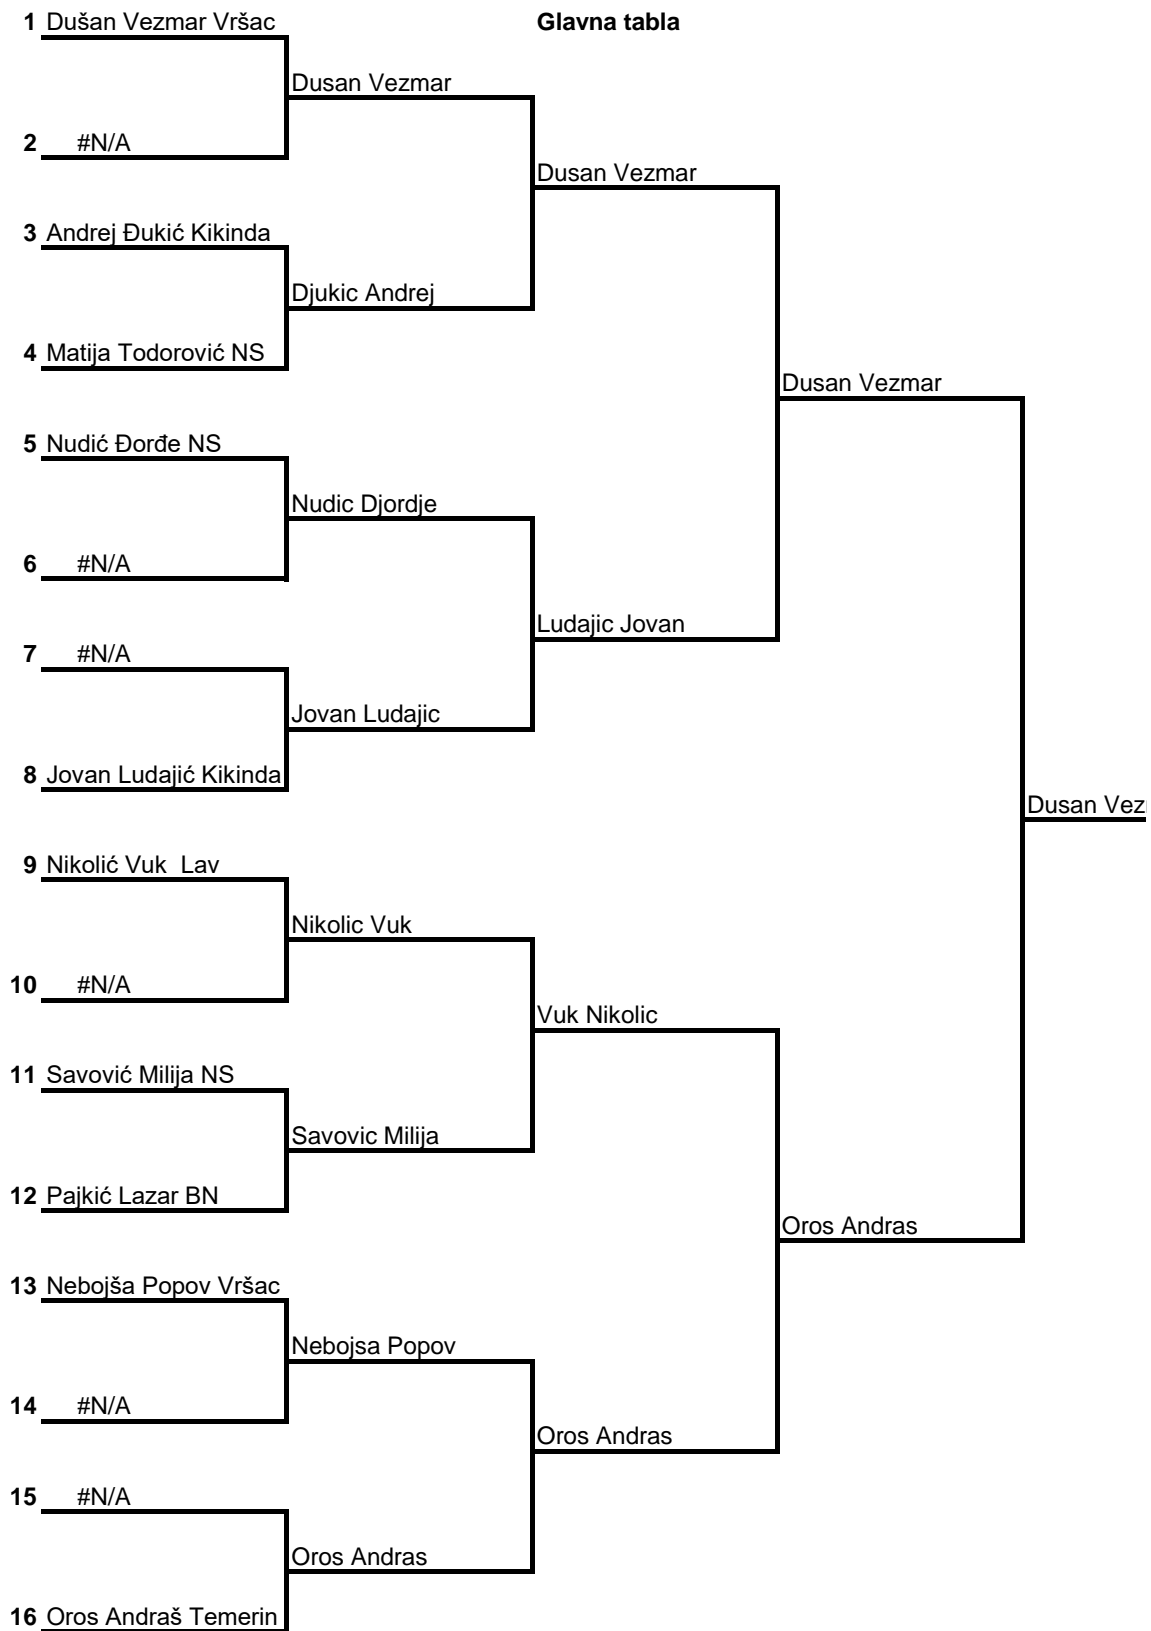 1 Dušan Vezmar Vršac Glavna tabla
Dusan Vezmar
2 #N/A
Dusan Vezmar
3 Andrej Đukić Kikinda
Djukic Andrej
4 Matija Todorović NS
Dusan Vezmar
5 Nudić Đorđe NS
Nudic Djordje
6 #N/A
Ludajic Jovan
7 #N/A
Jovan Ludajic
8 Jovan Ludajić Kikinda
Dusan
9 Nikolić Vuk Lav
Nikolic Vuk
10 #N/A
Vuk Nikolic
11 Savović Milija NS
Savovic Milija
12 Pajkić Lazar BN
Oros Andras
13 Nebojša Popov Vršac
Nebojsa Popov
14 #N/A
Oros Andras
15 #N/A
Oros Andras
16 Oros Andraš Temerin